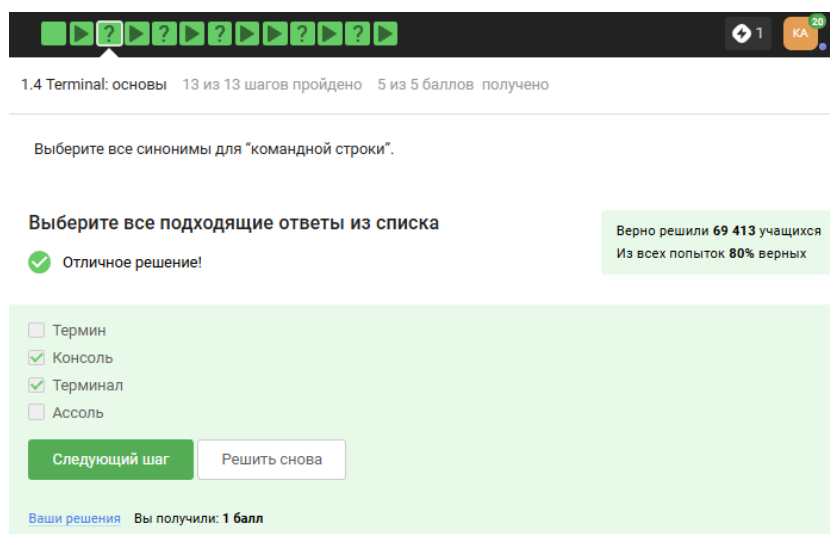 ? ? ? ? ? 1 КА 20
1.4 Terminal: основы 13 из 13 шагов пройдено 5 из 5 баллов получено
Выберите все синонимы для “командной строки”.
Выберите все подходящие ответы из списка
Отличное решение!
Верно решили 69 413 учащихся
Из всех попыток 80% верных
Термин
Консоль
Терминал
Ассоль
Следующий шаг Решить снова
Ваши решения Вы получили: 1 балл